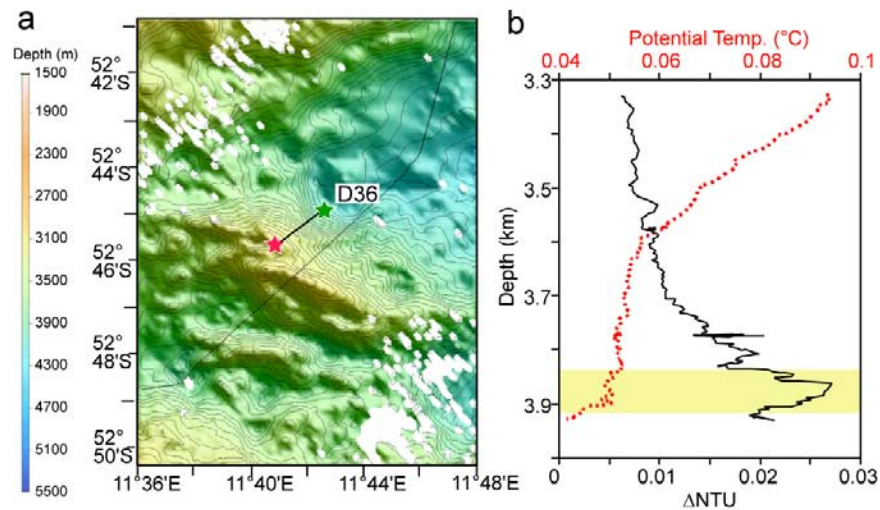 a
Depth (m)
1500
1900
2300
2700
3100
3500
3900
4300
4700
5100
5500
52°
42'S
52°
44'S
52°
46'S
52°
48'S
52°
50'S
D36
11°36'E
11°40'E
11°44'E
11°48'E
b
Potential Temp. (°C)
0.04
0.06
0.08
0.1
Depth (km)
3.3
3.5
3.7
3.9
0
0.01
0.02
0.03
ΔNTU